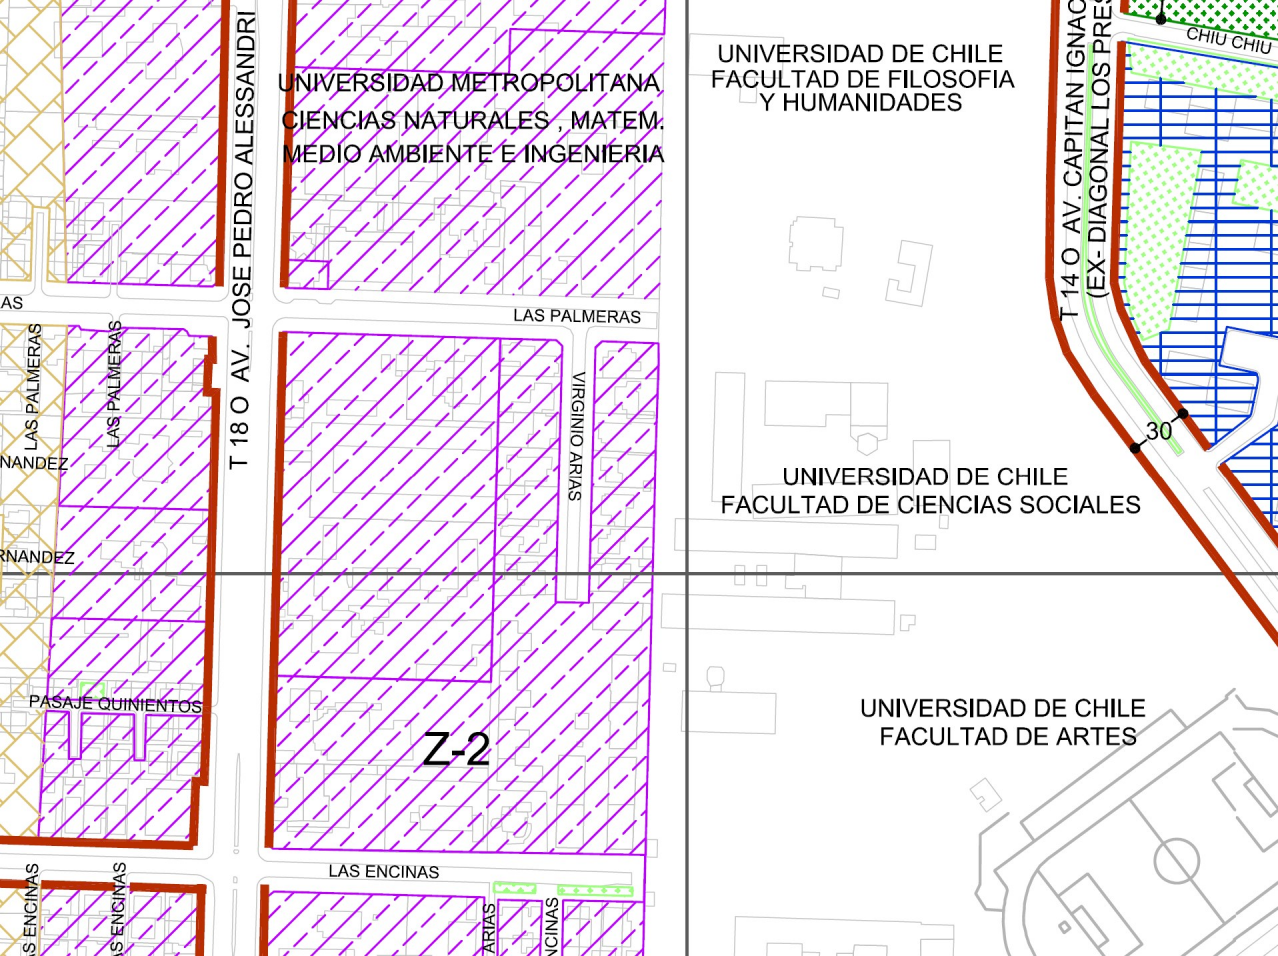 UNIVERSIDAD METROPOLITANA
CIENCIAS NATURALES , MATEM.
MEDIO AMBIENTE E INGENIERIA
UNIVERSIDAD DE CHILE
FACULTAD DE FILOSOFIA
Y HUMANIDADES
CHIU CHIU
T 14 O AV. CAPITAN IGNAC
(EX- DIAGONAL LOS PRES
T 18 O AV. JOSE PEDRO ALESSANDRI
AS
LAS PALMERAS
LAS PALMERAS
LAS PALMERAS
VIRGINIO ARIAS
30
NANDEZ
UNIVERSIDAD DE CHILE
FACULTAD DE CIENCIAS SOCIALES
RNANDEZ
PASAJE QUINIENTOS
UNIVERSIDAD DE CHILE
FACULTAD DE ARTES
Z-2
LAS ENCINAS
AS ENCINAS
AS ENCINAS
ARIAS
NCINAS